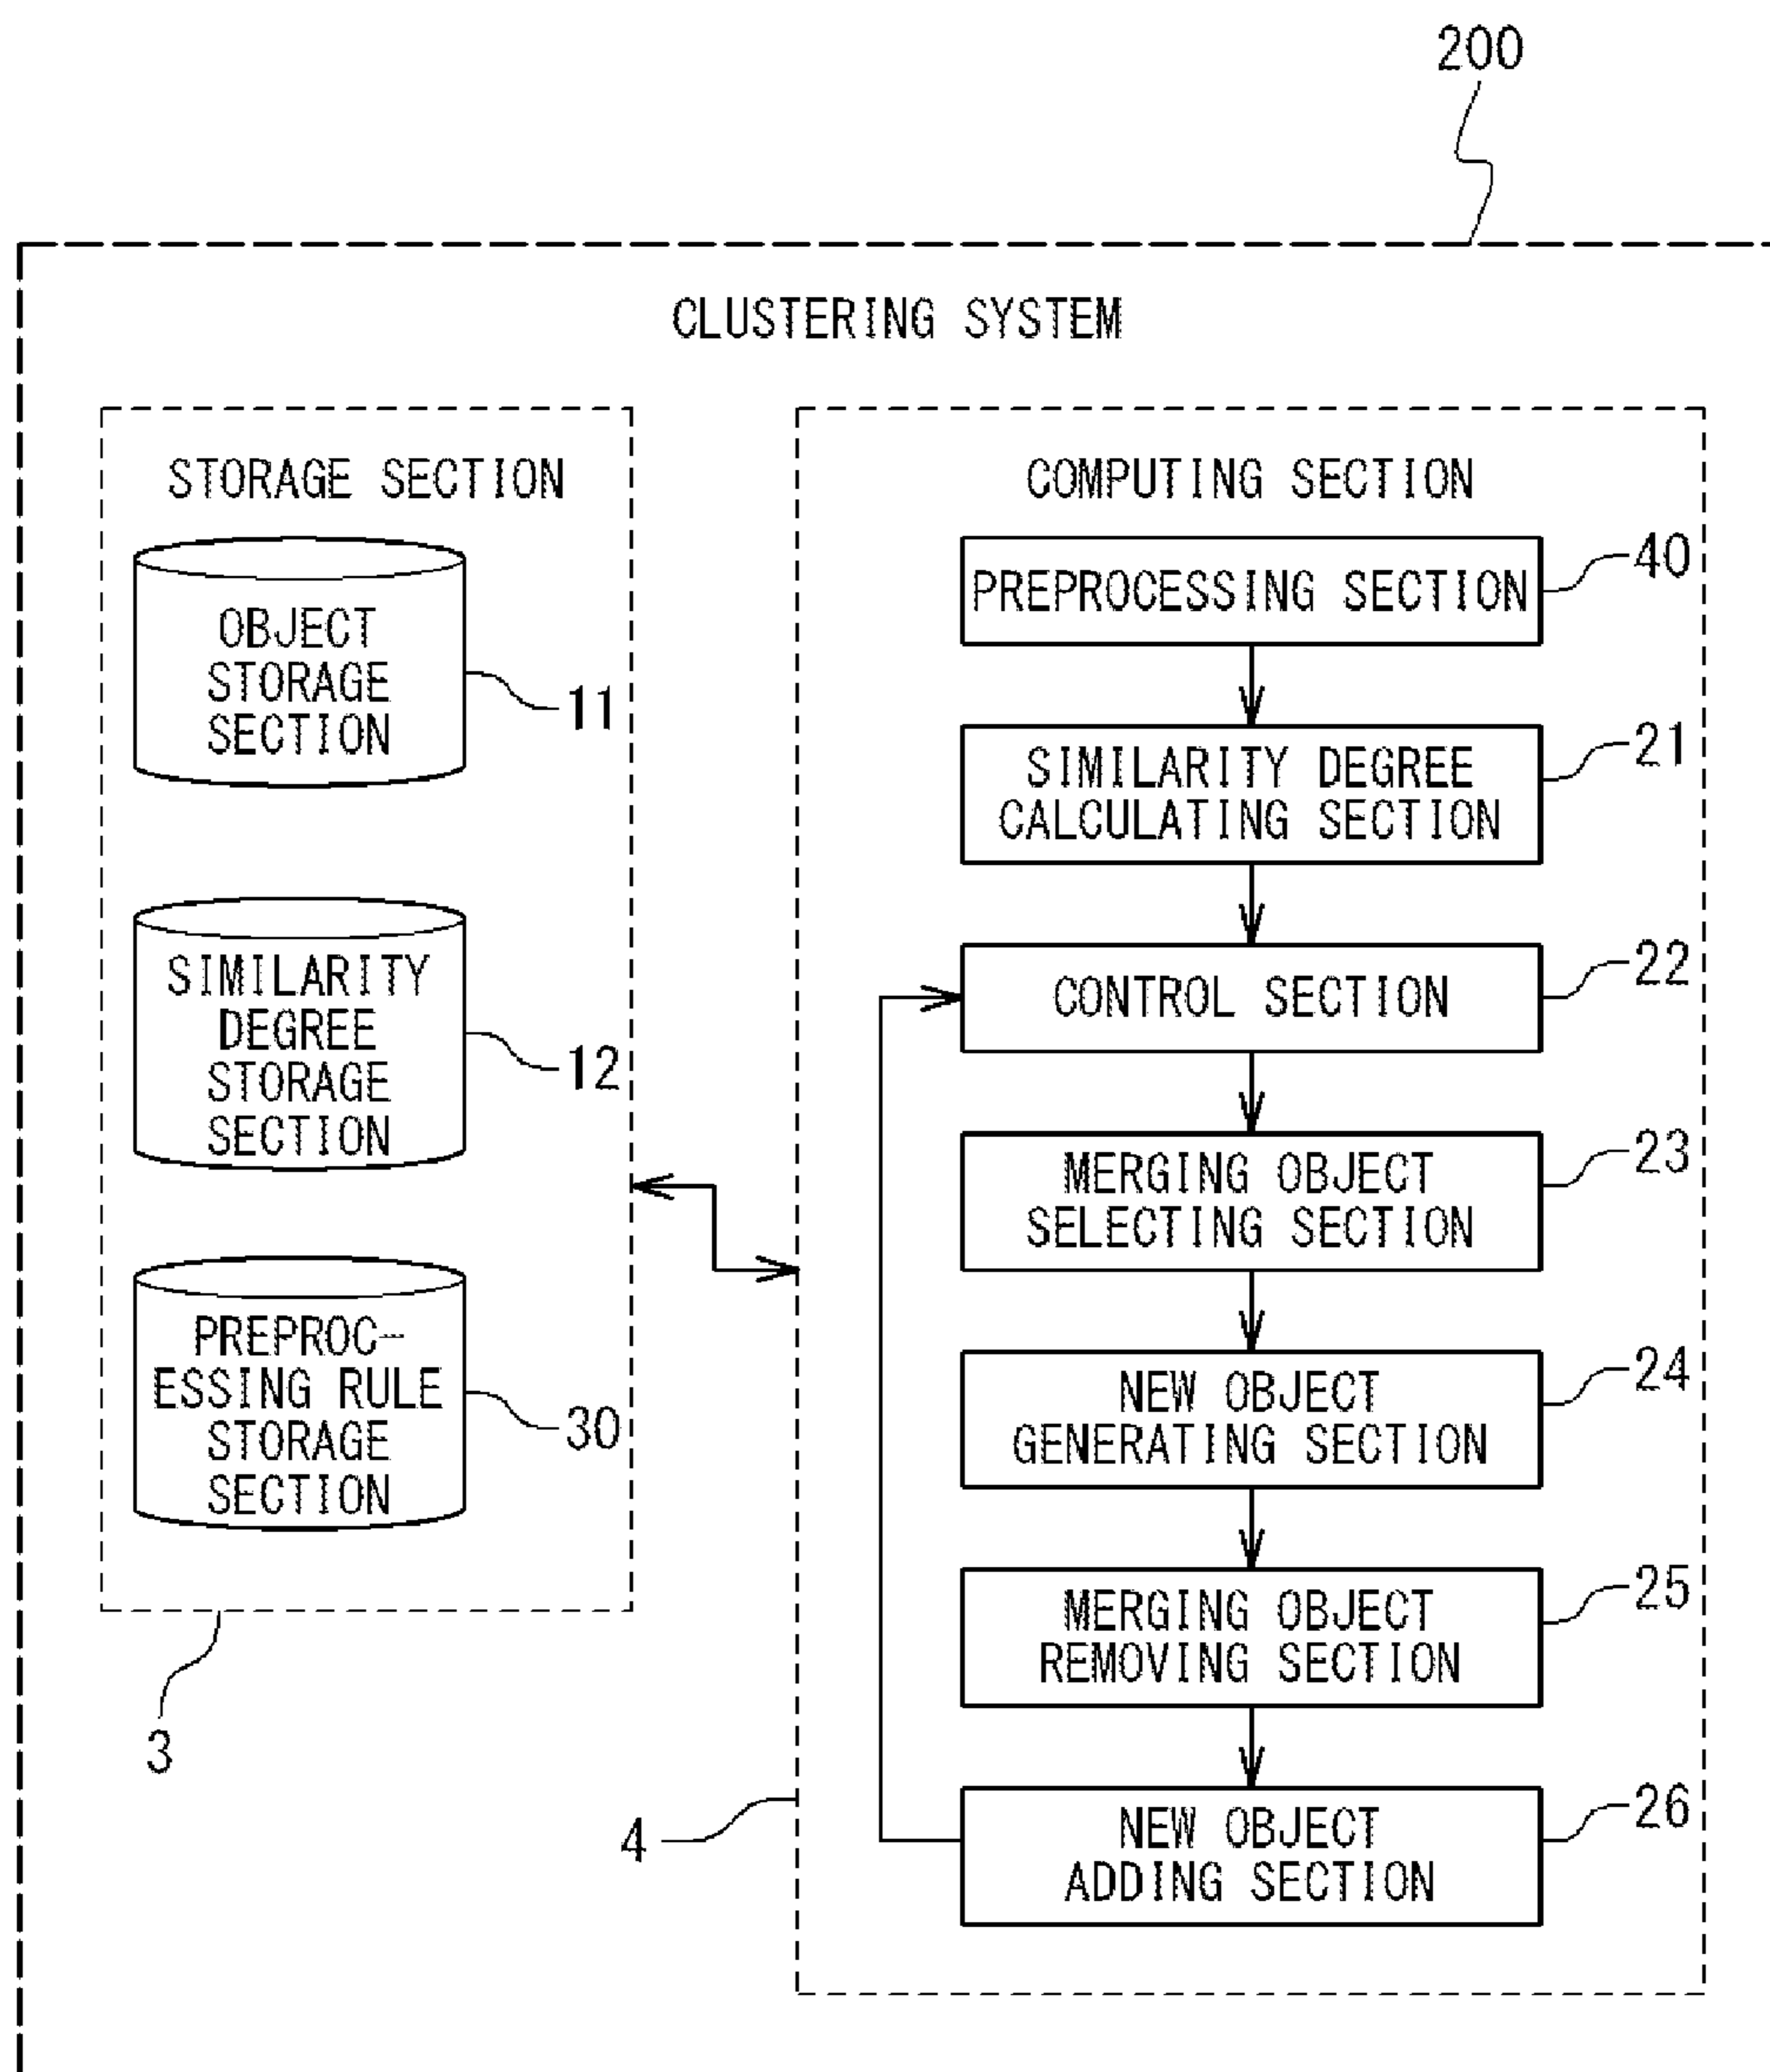 200
CLUSTERING SYSTEM
STORAGE SECTION
OBJECT
STORAGE
SECTION
11
SIMILARITY
DEGREE
STORAGE
SECTION
12
PREPROC-
ESSING RULE
STORAGE
SECTION
30
3
COMPUTING SECTION
PREPROCESSING SECTION
40
SIMILARITY DEGREE
CALCULATING SECTION
21
CONTROL SECTION
22
MERGING OBJECT
SELECTING SECTION
23
NEW OBJECT
GENERATING SECTION
24
MERGING OBJECT
REMOVING SECTION
25
NEW OBJECT
ADDING SECTION
26
4